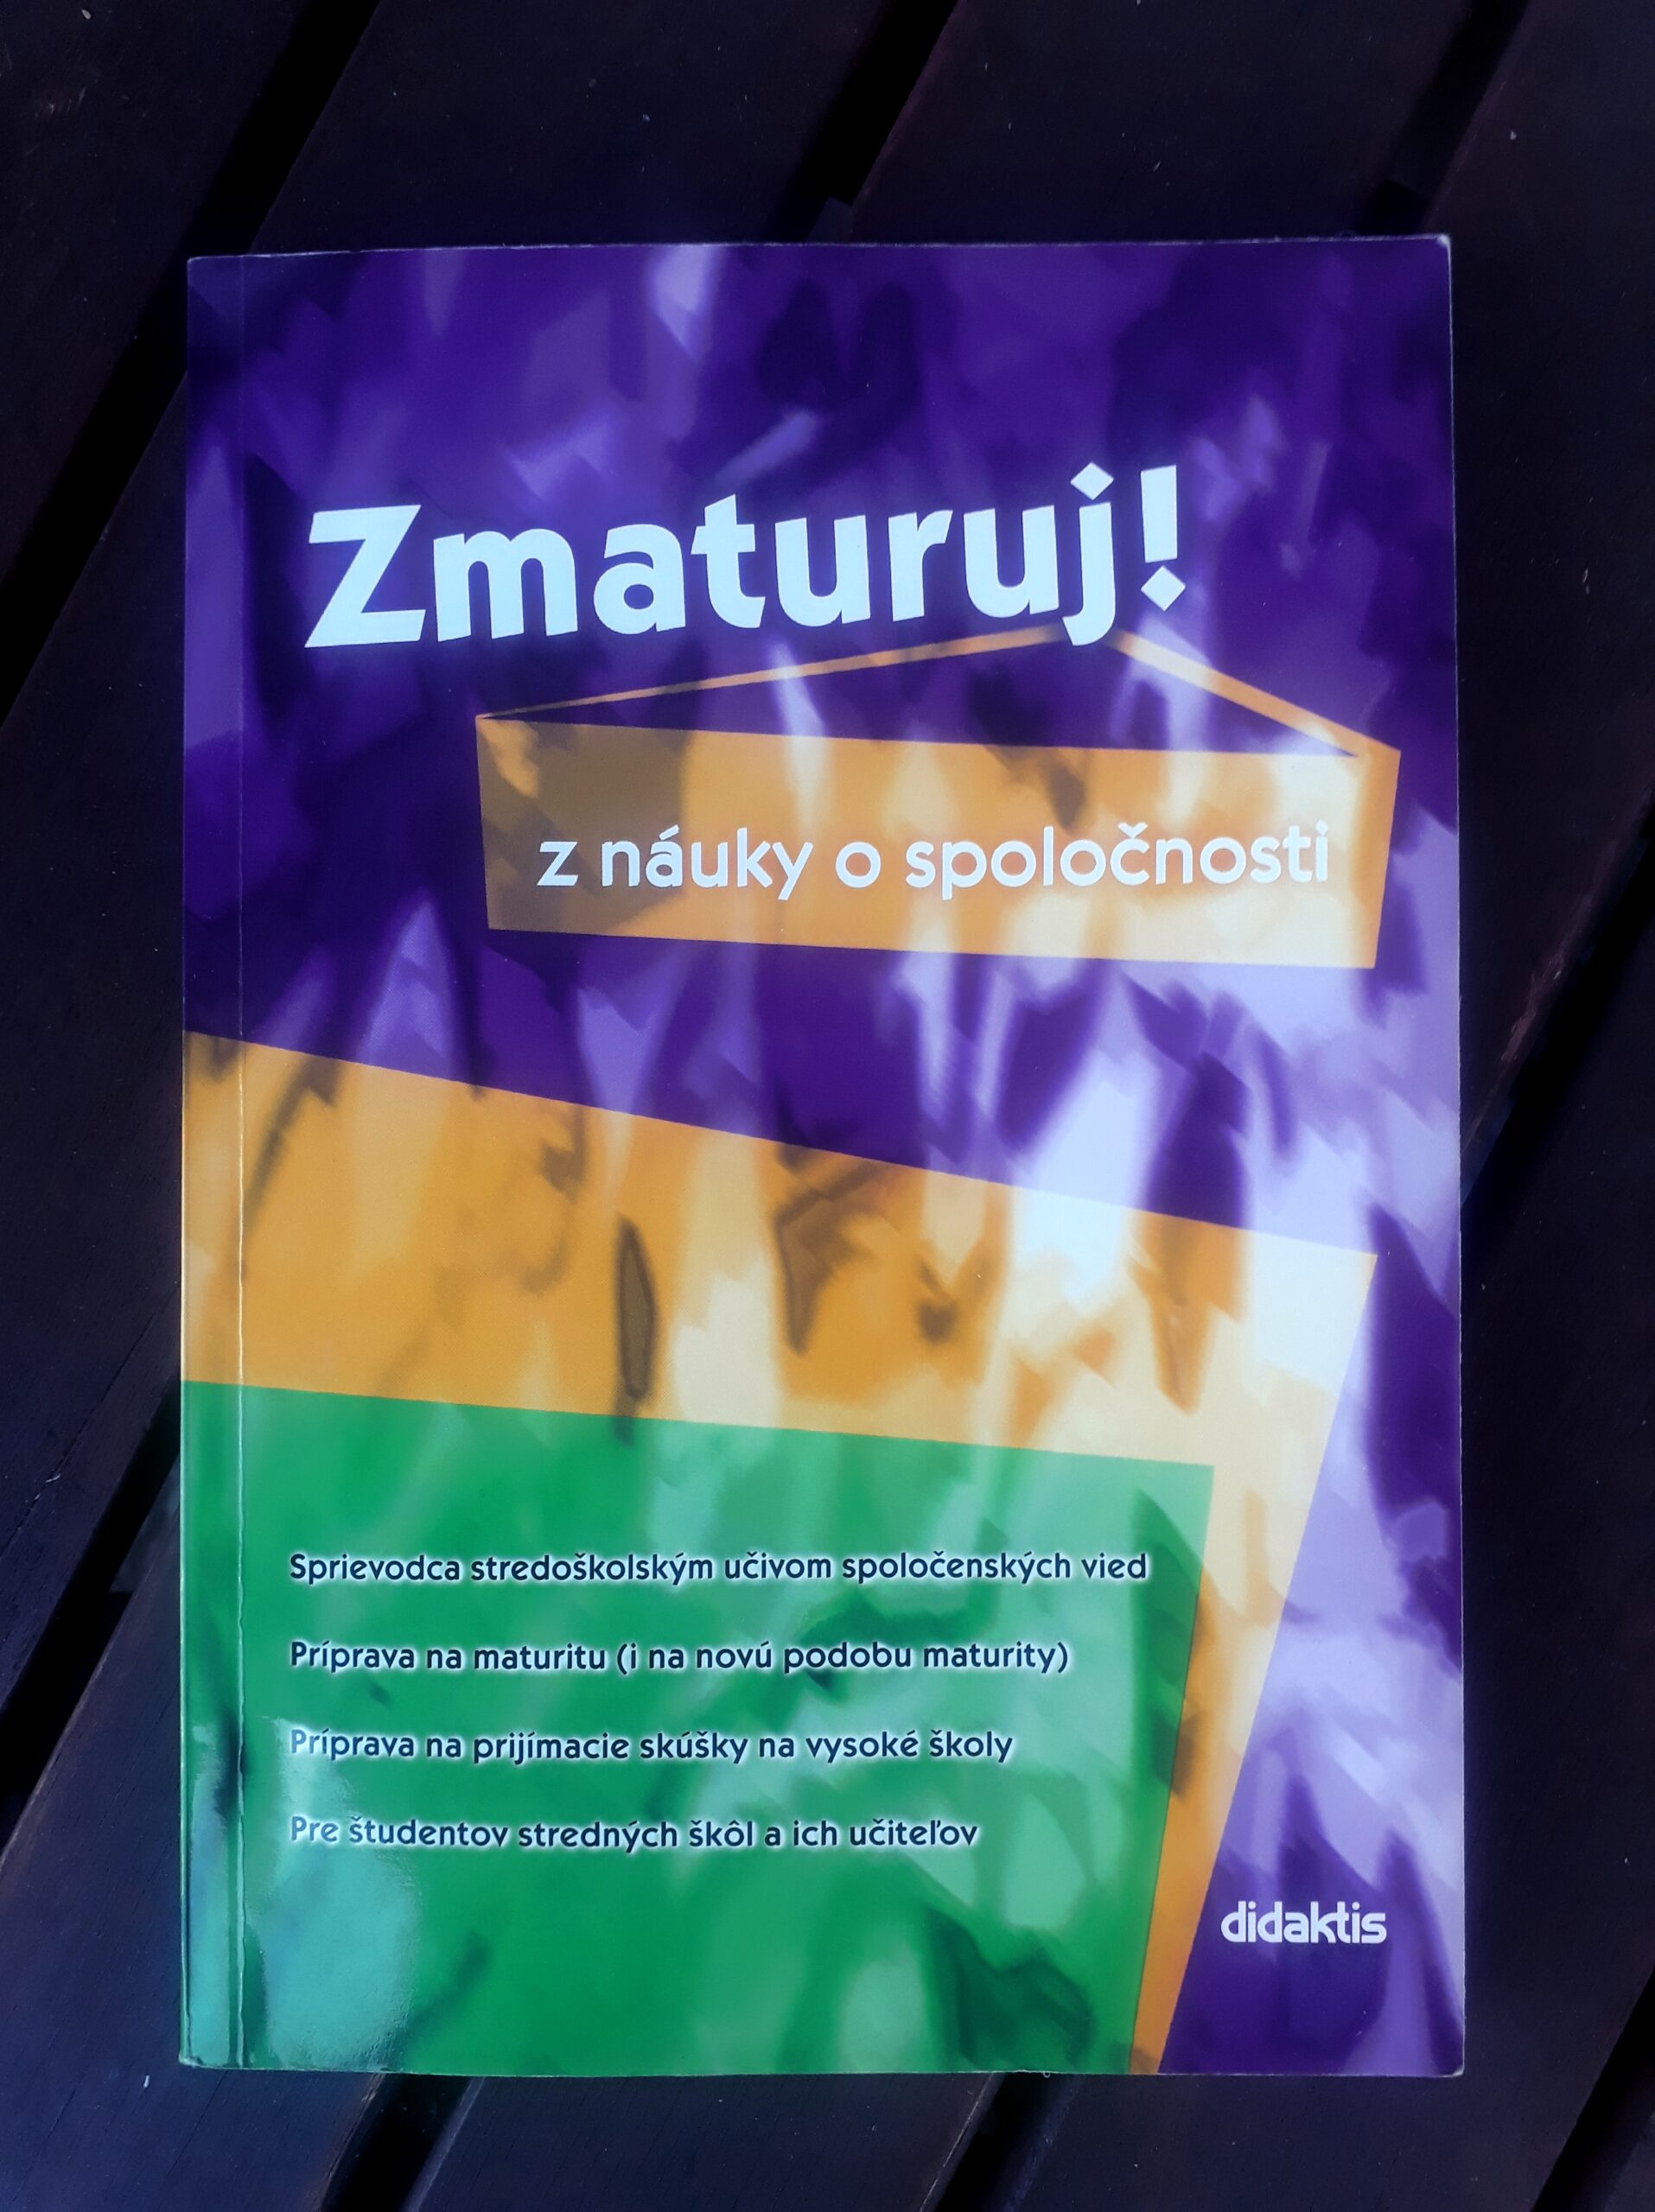 Zmaturuj!
z náuky o spoločnosti
Sprievodca stredoškolským učivom spoločenských vied
Príprava na maturitu (i na novú podobu maturity)
Príprava na prijímacie skúšky na vysoké školy
Pre študentov stredných škôl a ich učiteľov
didaktis